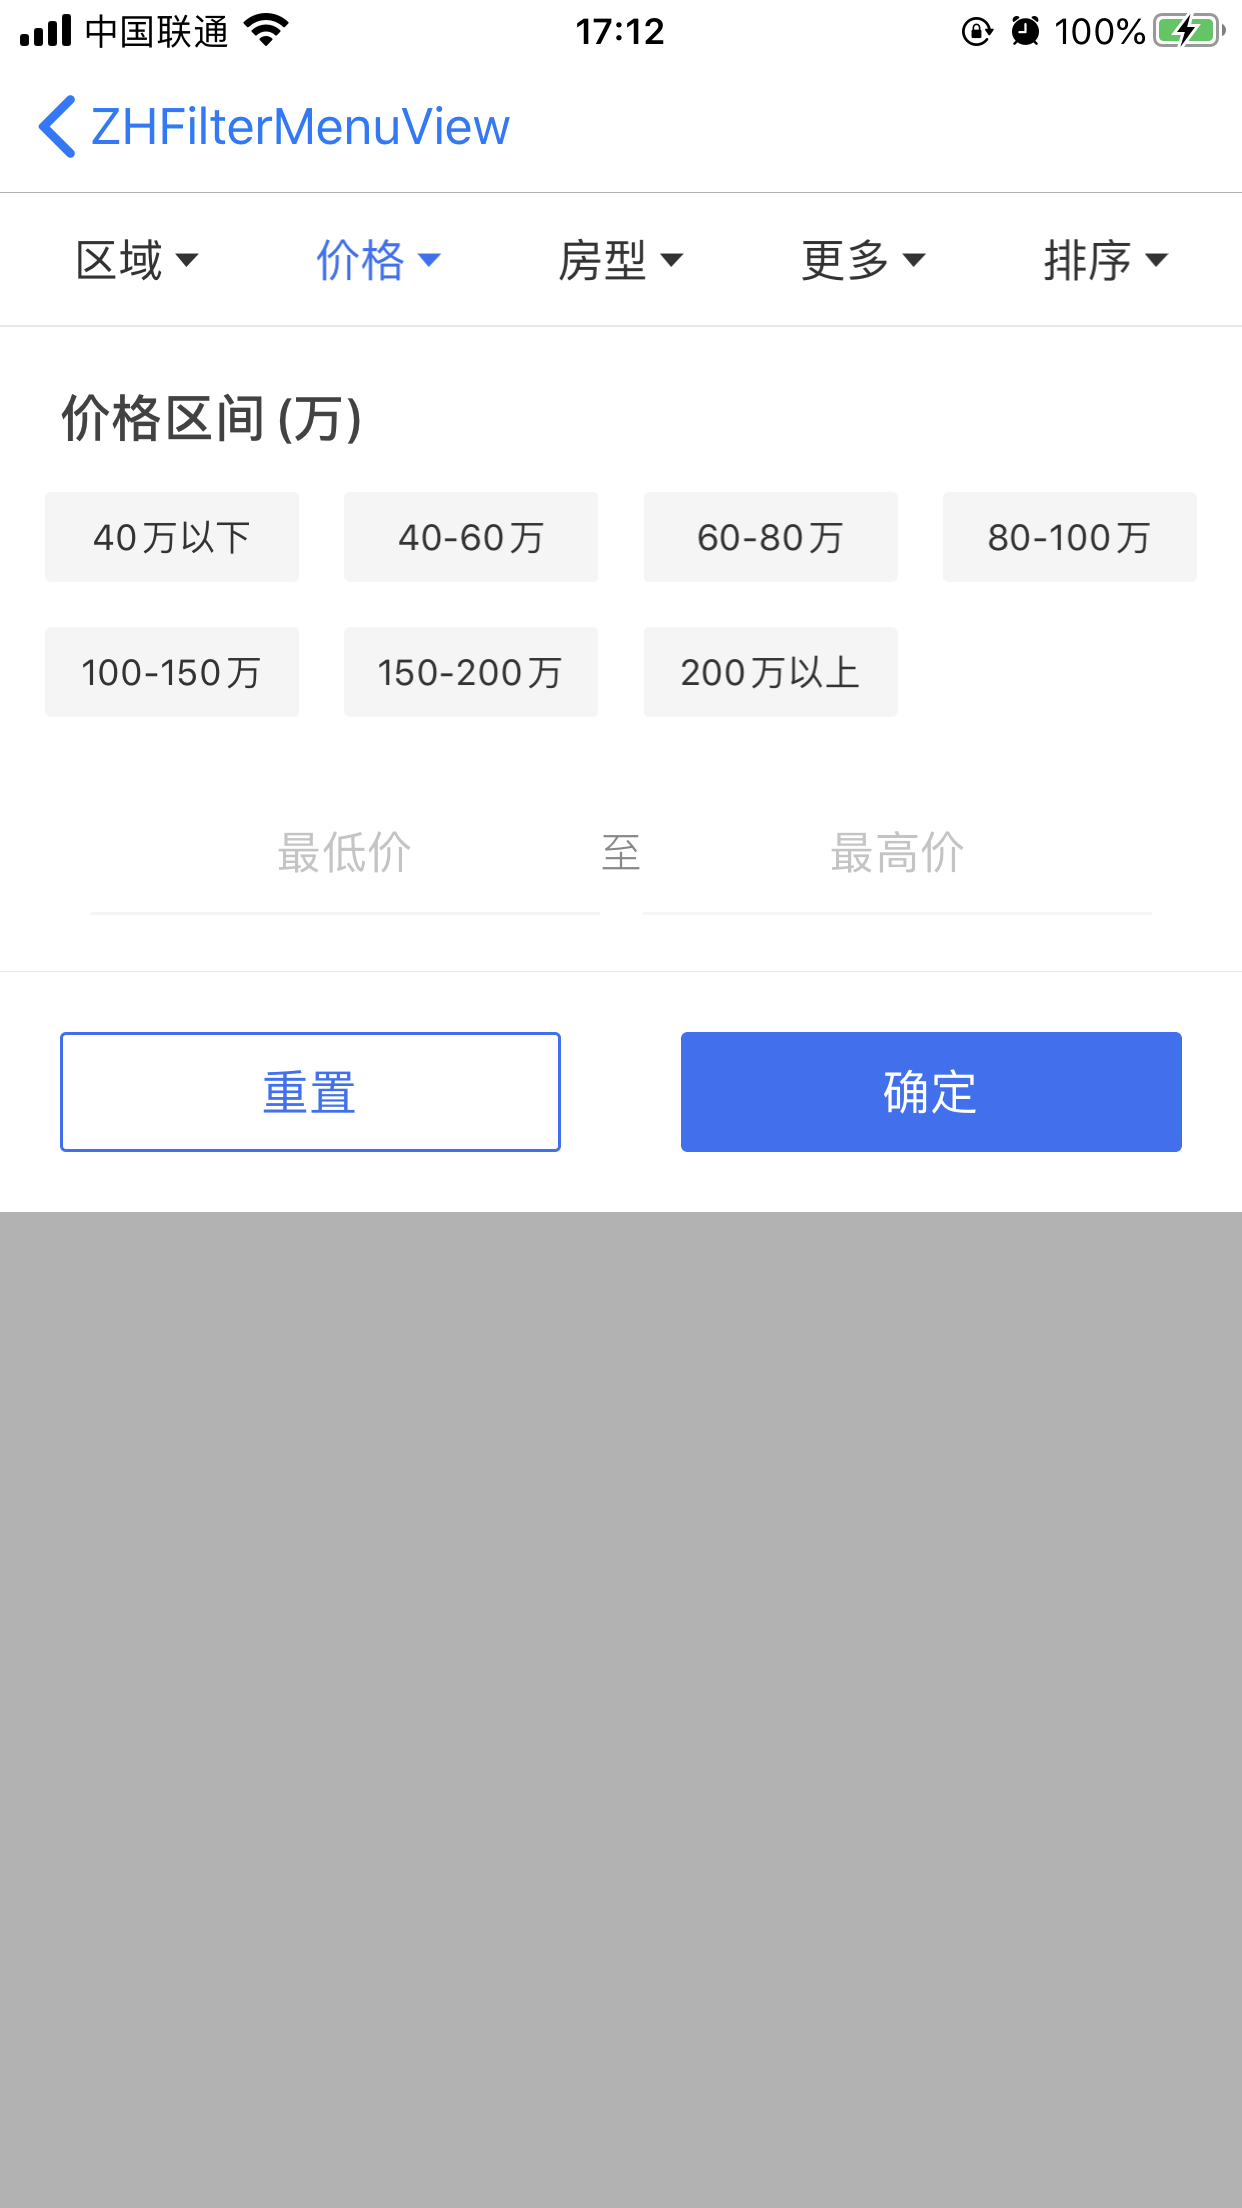 中国联通 17:12 100%
ZHFilterMenuView
区域 价格 房型 更多 排序
价格区间 (万)
40万以下 40-60万 60-80万 80-100万
100-150万 150-200万 200万以上
最低价 至 最高价
重置 确定